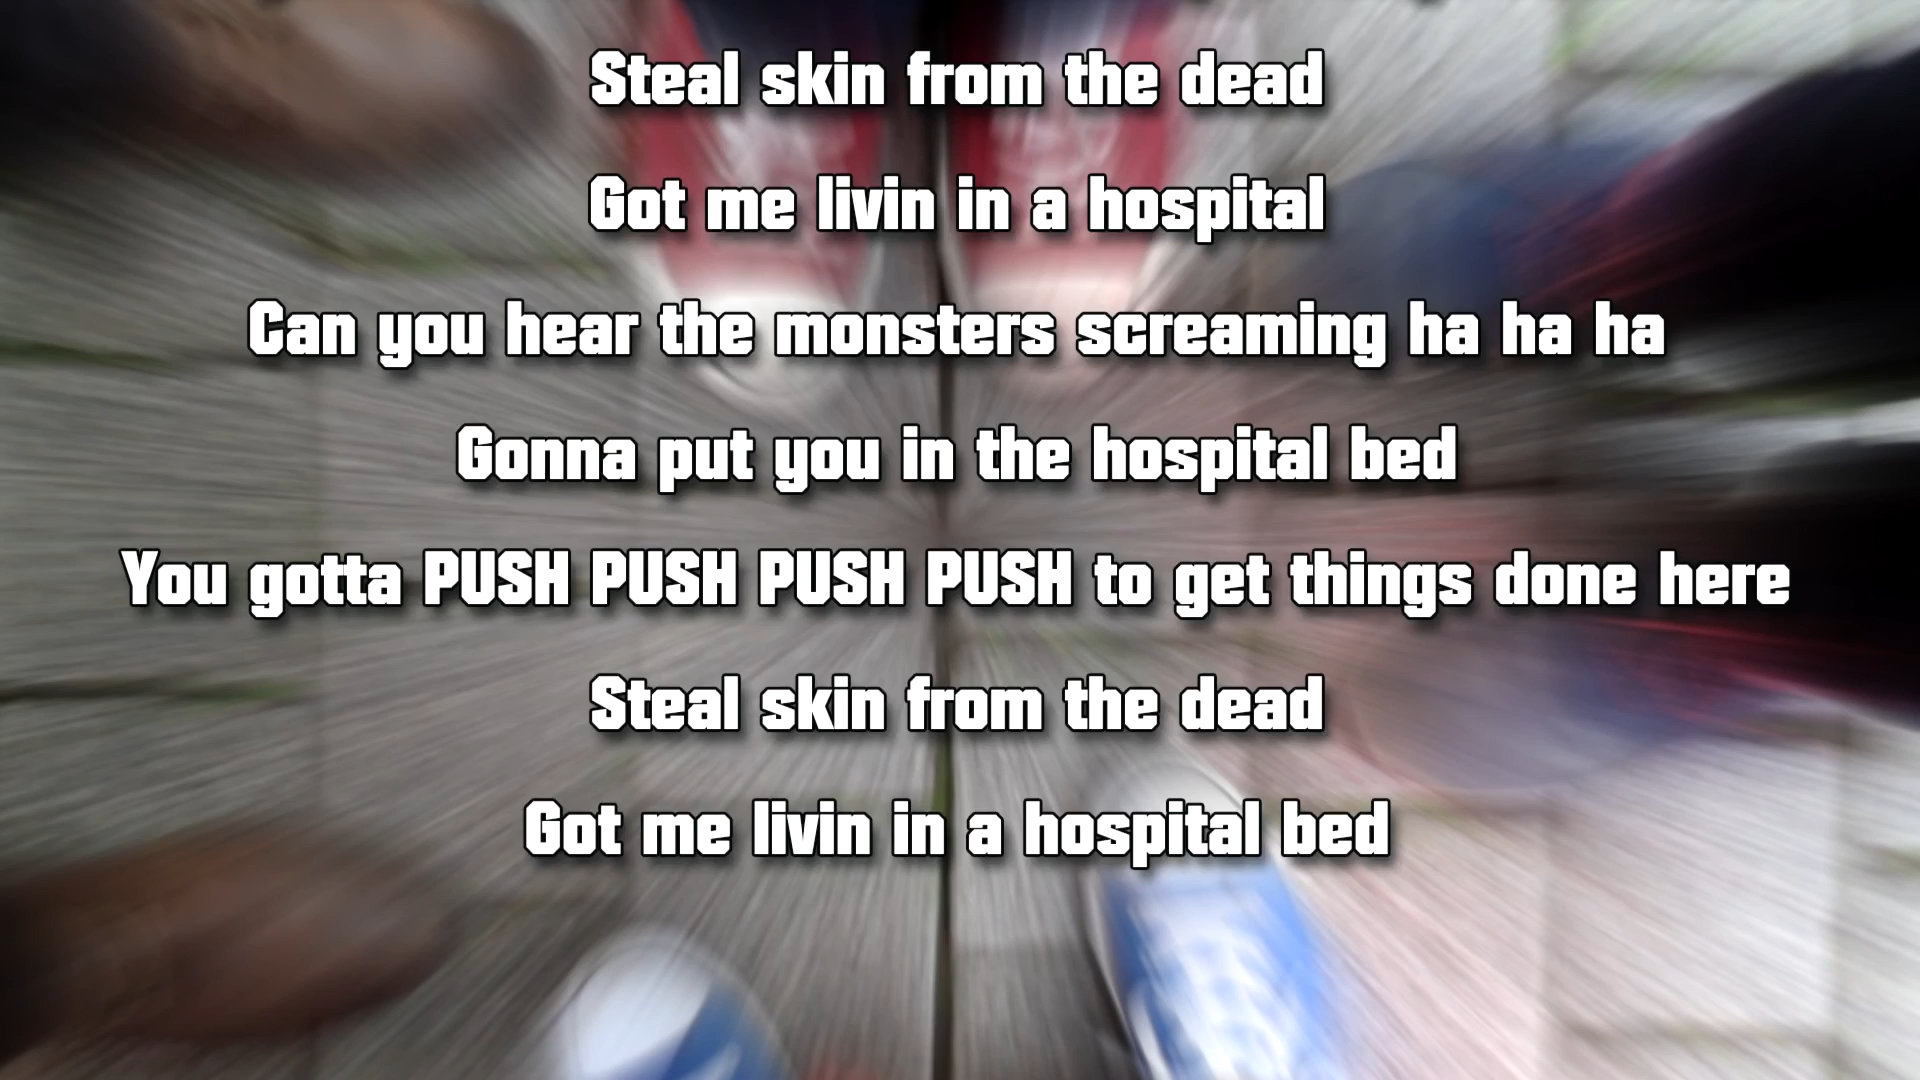 Steal skin from the dead
Got me livin in a hospital
Can you hear the monsters screaming ha ha ha
Gonna put you in the hospital bed
You gotta PUSH PUSH PUSH PUSH to get things done here
Steal skin from the dead
Got me livin in a hospital bed